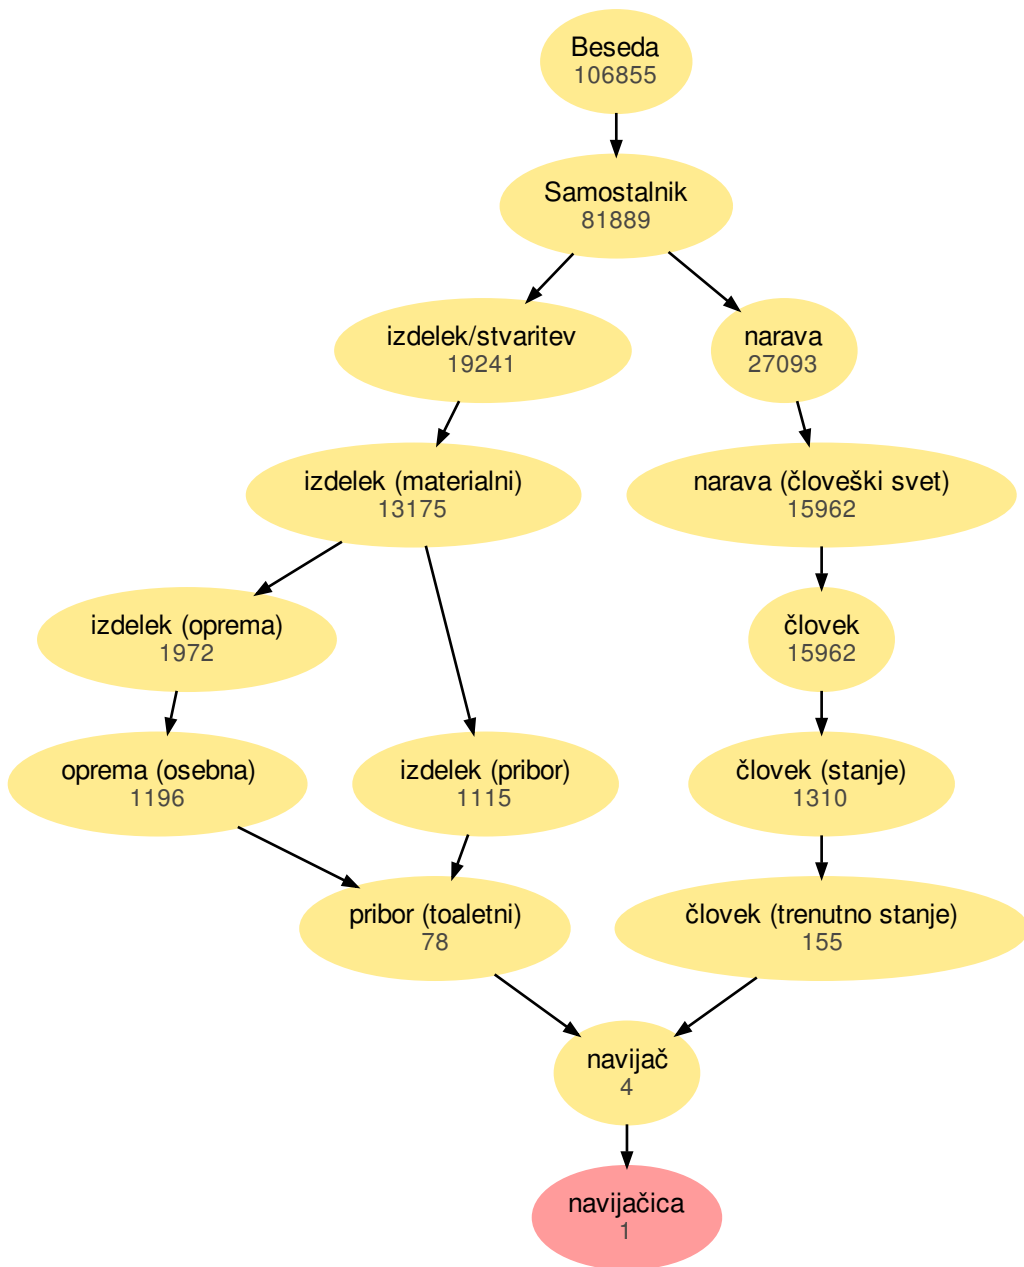 Beseda
106855
Samostalnik
81889
izdelek/stvaritev
19241
narava
27093
izdelek (materialni)
13175
narava (človeški svet)
15962
izdelek (oprema)
1972
človek
15962
oprema (osebna)
1196
izdelek (pribor)
1115
človek (stanje)
1310
pribor (toaletni)
78
človek (trenutno stanje)
155
navijač
4
navijačica
1